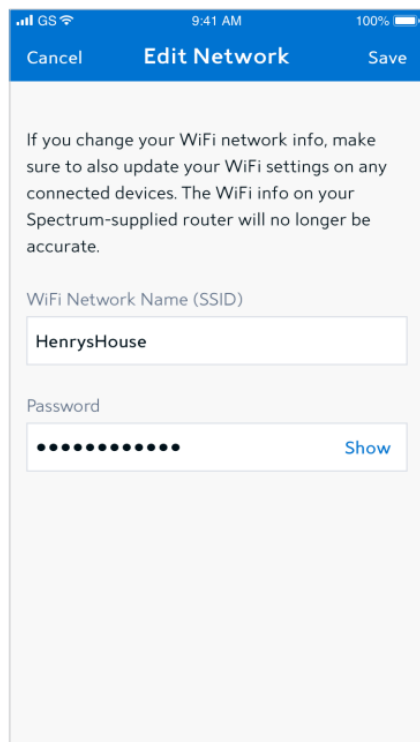 GS 9:41 AM 100%
Cancel Edit Network Save
If you change your WiFi network info, make
sure to also update your WiFi settings on any
connected devices. The WiFi info on your
Spectrum-supplied router will no longer be
accurate.
WiFi Network Name (SSID)
HenrysHouse
Password
●●●●●●●●●●●● Show